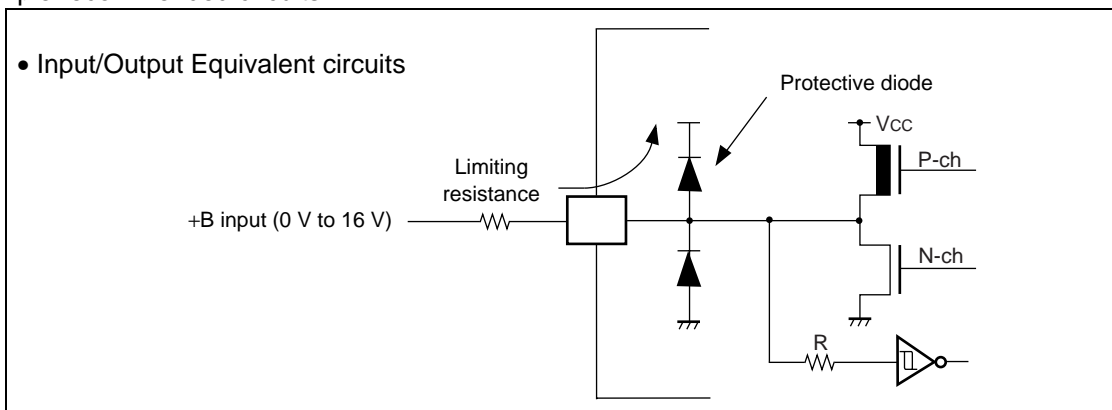 • Input/Output Equivalent circuits
Protective diode
VCC
P-ch
Limiting
resistance
+B input (0 V to 16 V)
N-ch
R